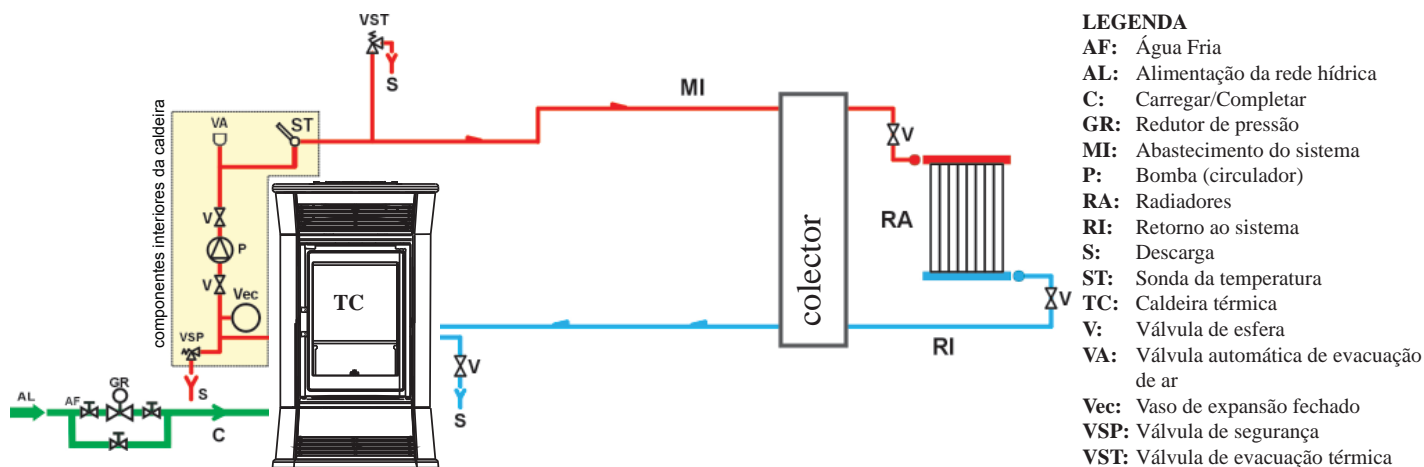 VST
S
MI
componentes interiores da caldeira
VA
ST
V
V
P
V
Vec
VSP
S
TC
colector
RA
V
RI
V
S
AL
AF
GR
C
LEGENDA
AF: Água Fria
AL: Alimentação da rede hídrica
C: Carregar/Completar
GR: Redutor de pressão
MI: Abastecimento do sistema
P: Bomba (circulador)
RA: Radiadores
RI: Retorno ao sistema
S: Descarga
ST: Sonda da temperatura
TC: Caldeira térmica
V: Válvula de esfera
VA: Válvula automática de evacuação
de ar
Vec: Vaso de expansão fechado
VSP: Válvula de segurança
VST: Válvula de evacuação térmica